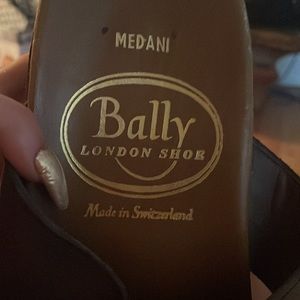 MEDANI
Bally
LONDON SHOE
Made in Switzerland